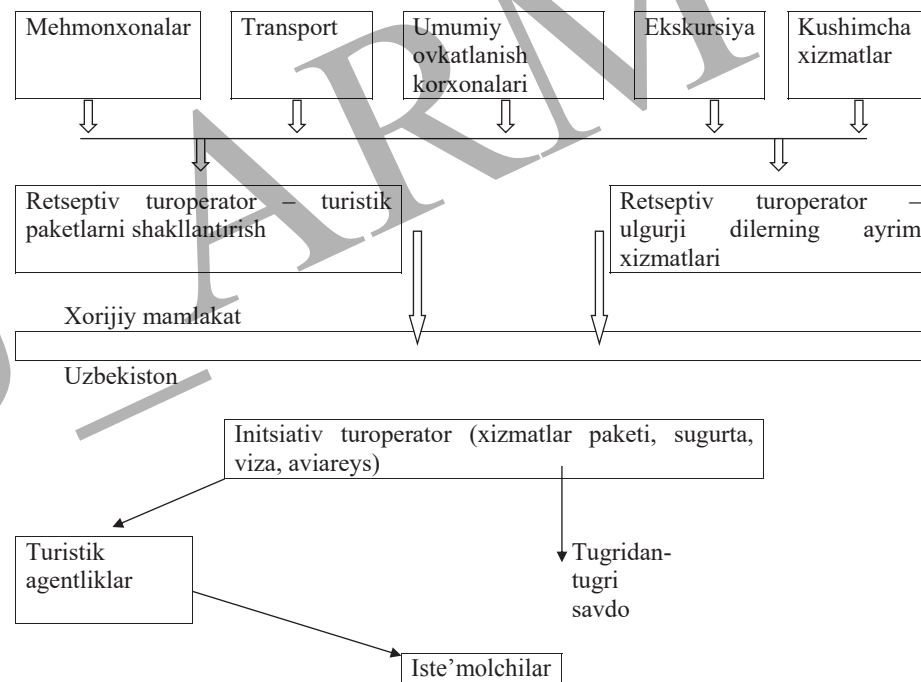 Mehmonxonalar
Transport
Umumiy
ovkatlanish
korxonalari
Ekskursiya
Kushimcha
xizmatlar
Retseptiv turoperator – turistik
paketlarni shakllantirish
Retseptiv turoperator –
ulgurji dilerning ayrim
xizmatlari
Xorijiy mamlakat
Uzbekiston
Initsiativ turoperator (xizmatlar paketi, sugurta,
viza, aviareys)
Turistik
agentliklar
Tugridan-
tugri
savdo
Iste’molchilar
_ARM